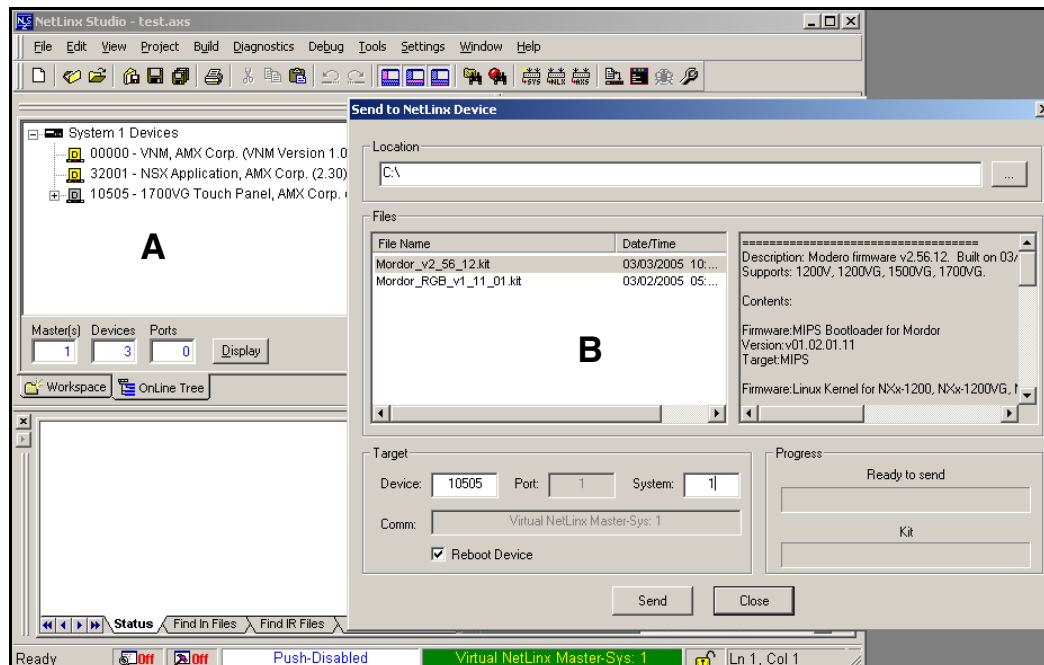 NetLinx Studio - test.axs
File Edit View Project Build Diagnostics Debug Tools Settings Window Help
SYS NLX AXS
System 1 Devices
00000 - VNM, AMX Corp. (VNM Version 1.0
32001 - NSX Application, AMX Corp. (2.30)
10505 - 1700VG Touch Panel, AMX Corp.
A
Master(s) Devices Ports
1 3 0 Display
Workspace OnLine Tree
Send to NetLinx Device
Location
C:\ ...
Files
File Name Date/Time
Mordor_v2_56_12.kit 03/03/2005 10:...
Mordor_RGB_v1_11_01.kit 03/02/2005 05:...
B
===================================
Description: Modero firmware v2.56.12. Built on 03/
Supports: 1200V, 1200VG, 1500VG, 1700VG.
Contents:
Firmware:MIPS Bootloader for Mordor
Version:v01.02.01.11
Target:MIPS
Firmware:Linux Kernel for NXx-1200, NXx-1200VG,
Target
Device: 10505 Port: 1 System: 1
Comm: Virtual NetLinx Master-Sys: 1
Reboot Device
Progress
Ready to send
Kit
Send Close
Status Find In Files Find IR Files
Ready Off Off Push-Disabled Virtual NetLinx Master-Sys: 1 Ln 1, Col 1